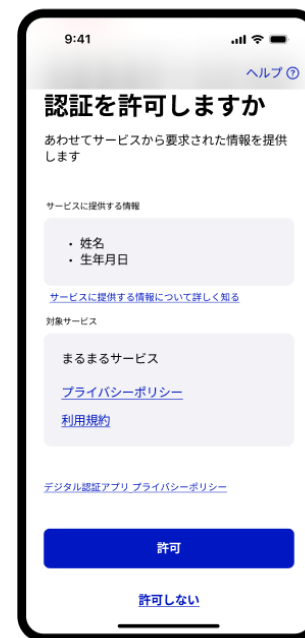 9:41
ヘルプ
認証を許可しますか
あわせてサービスから要求された情報を提供
します
サービスに提供する情報
・ 姓名
・ 生年月日
サービスに提供する情報について詳しく知る
対象サービス
まるまるサービス
プライバシーポリシー
利用規約
デジタル認証アプリ プライバシーポリシー
許可
許可しない